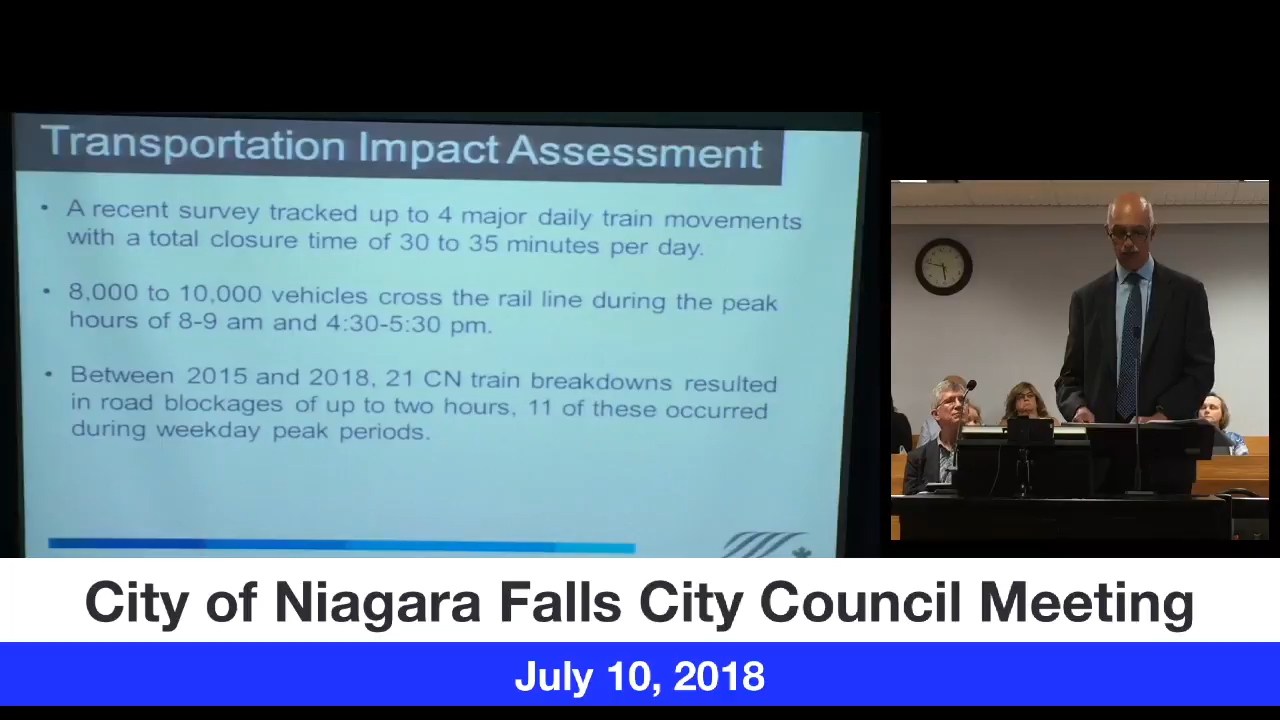 Transportation Impact Assessment
• A recent survey tracked up to 4 major daily train movements
with a total closure time of 30 to 35 minutes per day.
• 8,000 to 10,000 vehicles cross the rail line during the peak
hours of 8-9 am and 4:30-5:30 pm.
• Between 2015 and 2018, 21 CN train breakdowns resulted
in road blockages of up to two hours, 11 of these occurred
during weekday peak periods.
City of Niagara Falls City Council Meeting
July 10, 2018